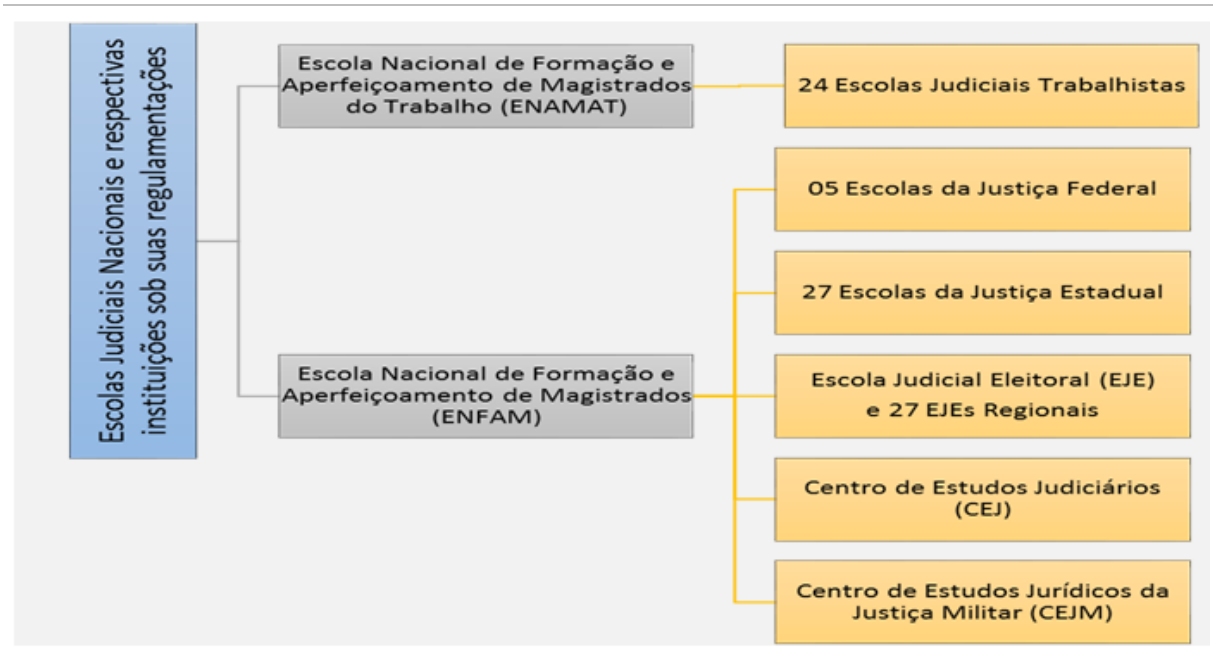 Escolas Judiciais Nacionais e respectivas
instituições sob suas regulamentações
Escola Nacional de Formação e
Aperfeiçoamento de Magistrados
do Trabalho (ENAMAT)
24 Escolas Judiciais Trabalhistas
Escola Nacional de Formação e
Aperfeiçoamento de Magistrados
(ENFAM)
05 Escolas da Justiça Federal
27 Escolas da Justiça Estadual
Escola Judicial Eleitoral (EJE)
e 27 EJEs Regionais
Centro de Estudos Judiciários
(CEJ)
Centro de Estudos Jurídicos da
Justiça Militar (CEJM)